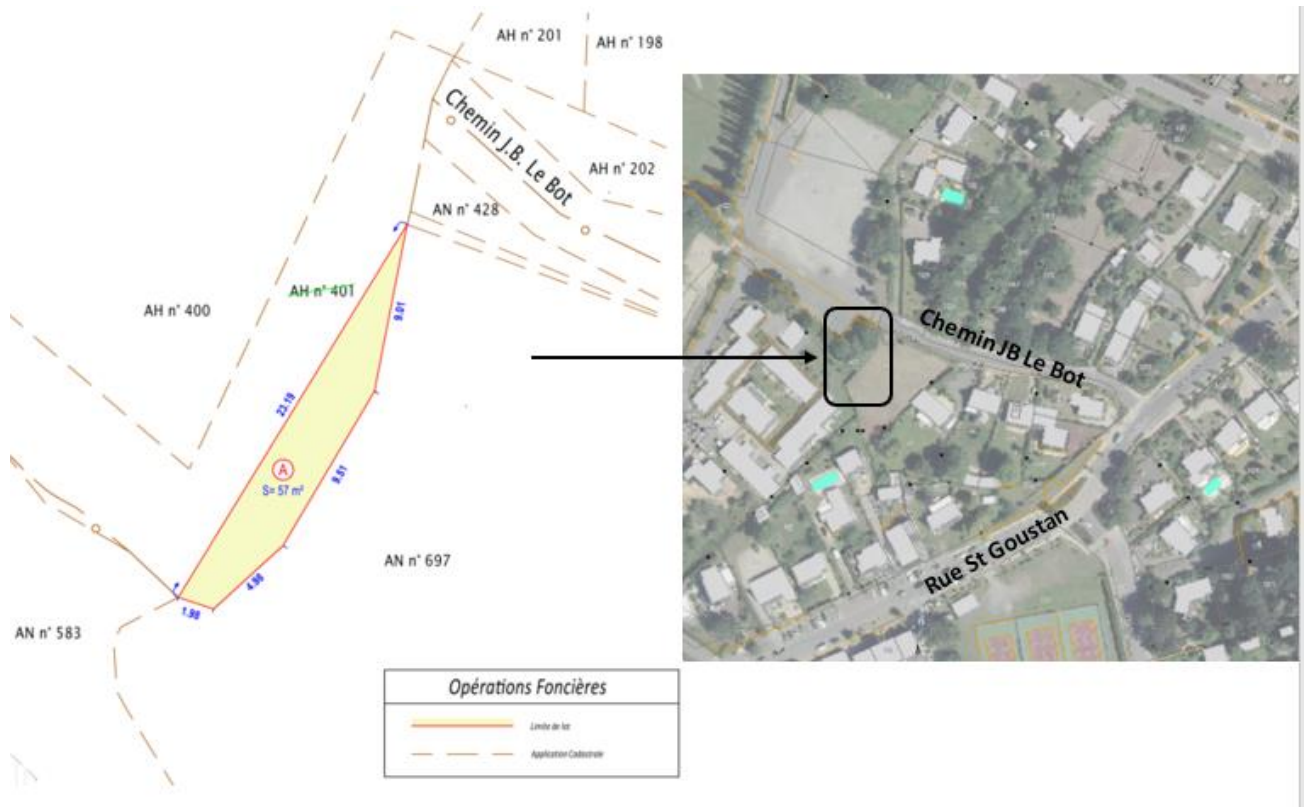 AH n° 201
AH n° 198
Chemin J.B. Le Bot
AH n° 202
AN n° 428
AH n° 401
AH n° 400
9.01
23.19
A
S= 57 m²
9.51
4.98
1.98
AN n° 697
AN n° 583
Opérations Foncières
Limite de lot
Application Cadastrale
Chemin JB Le Bot
Rue St Goustan